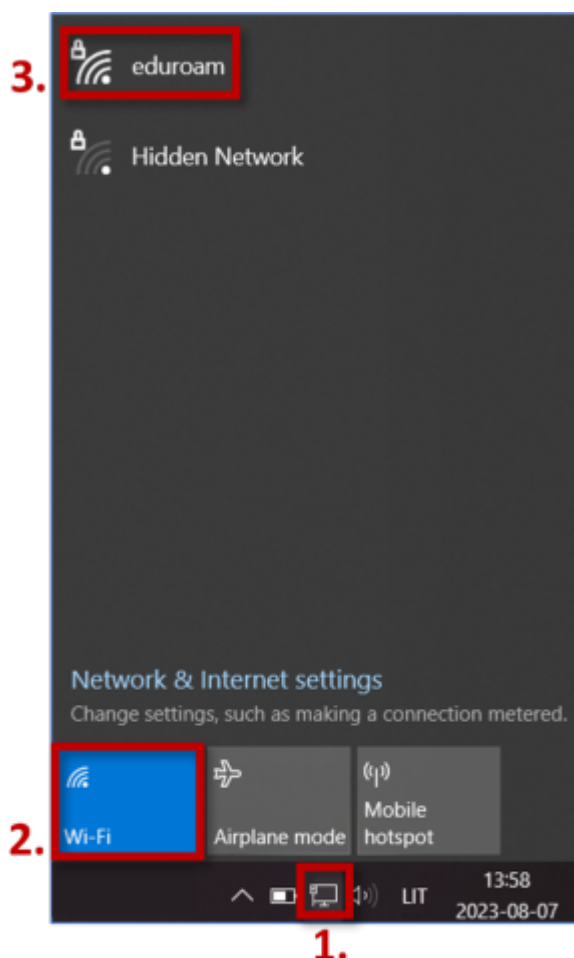 3.
eduroam
Hidden Network
Network & Internet settings
Change settings, such as making a connection metered.
2.
Wi-Fi
Airplane mode
Mobile
hotspot
LIT
13:58
2023-08-07
1.